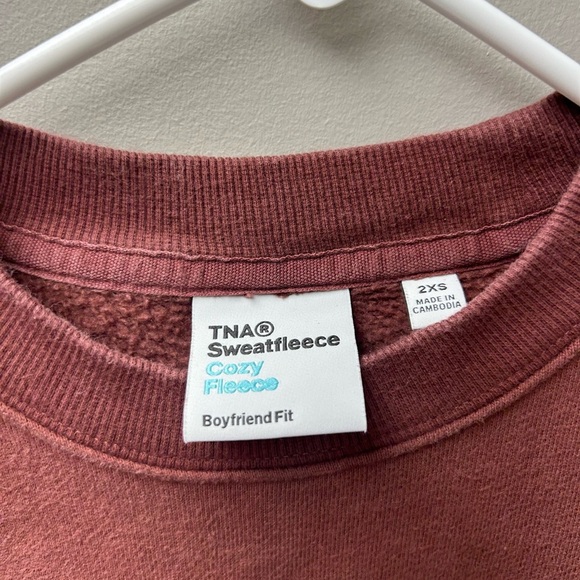 TNA®
Sweatfleece
Cozy
Fleece
Boyfriend Fit
2XS
MADE IN
CAMBODIA